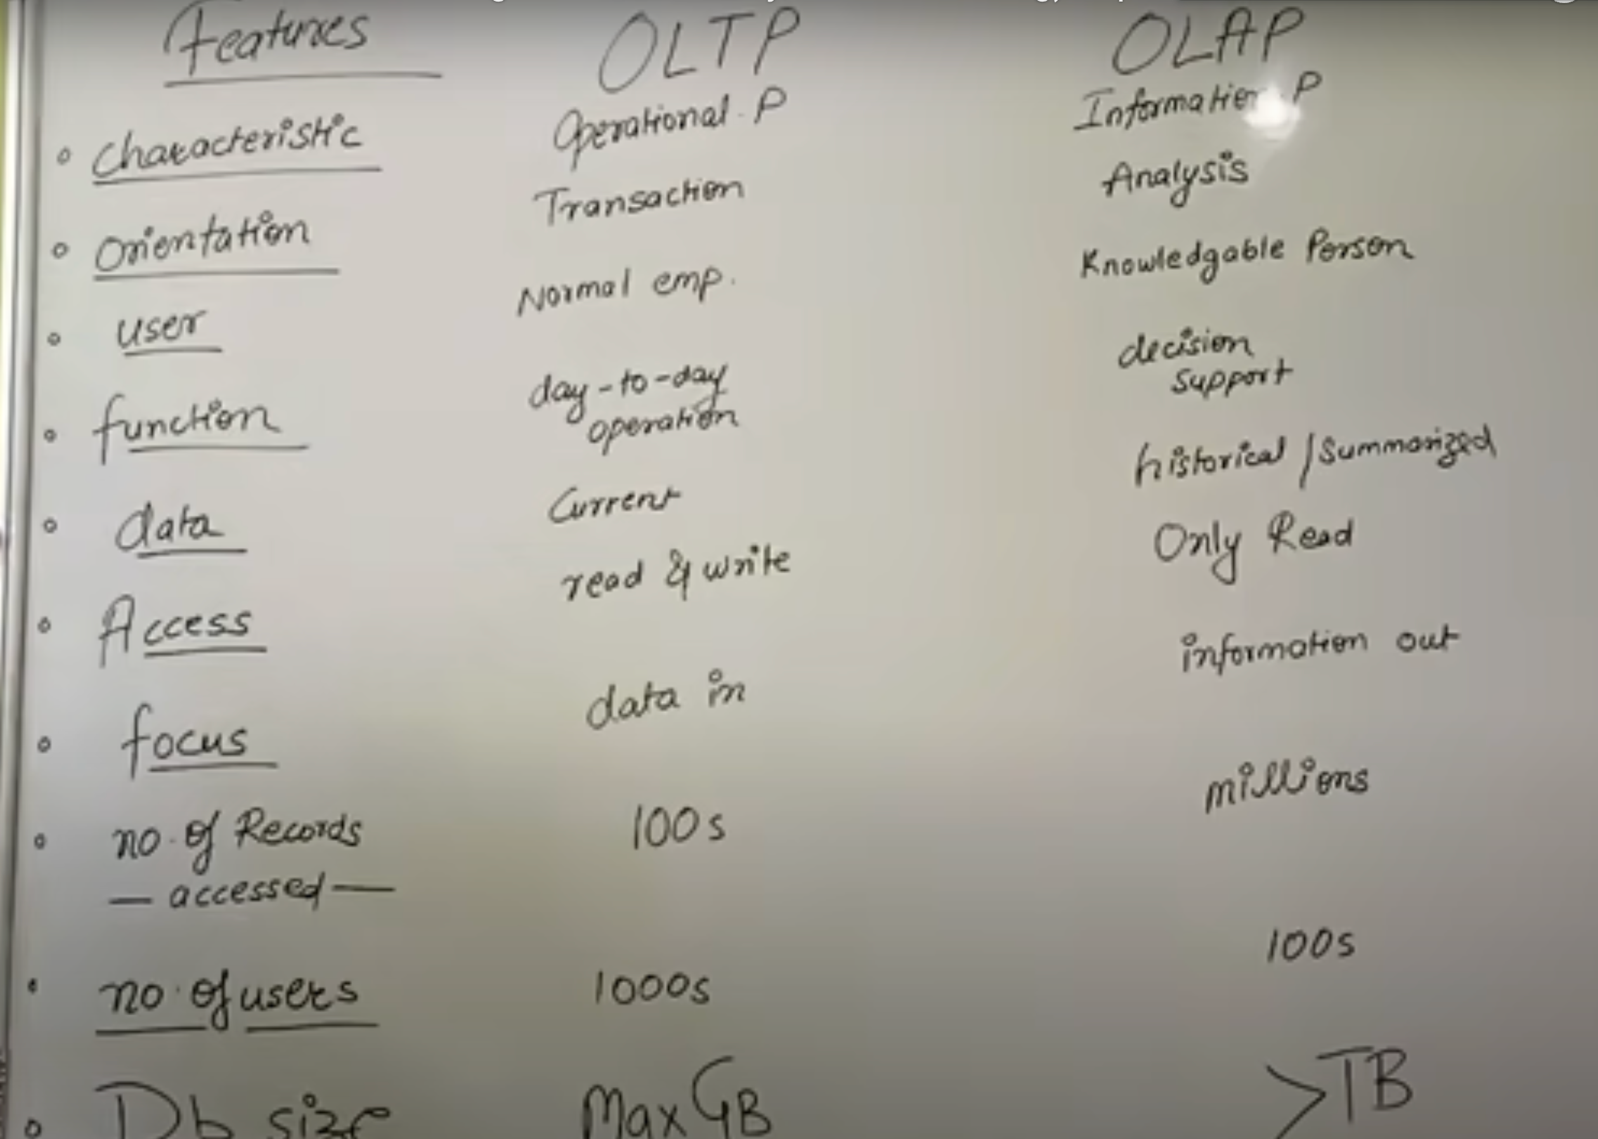 Features OLTP OLAP
characteristic Operational. P Information P
Orientation Transaction Analysis
user Normal emp. Knowledgable Person
function day-to-day operation decision support
data Current historical / Summarized
Access read & write Only Read
focus data in information out
no. of Records 100s millions
— accessed —
no. of users 1000s 100s
Db size Max GB >TB